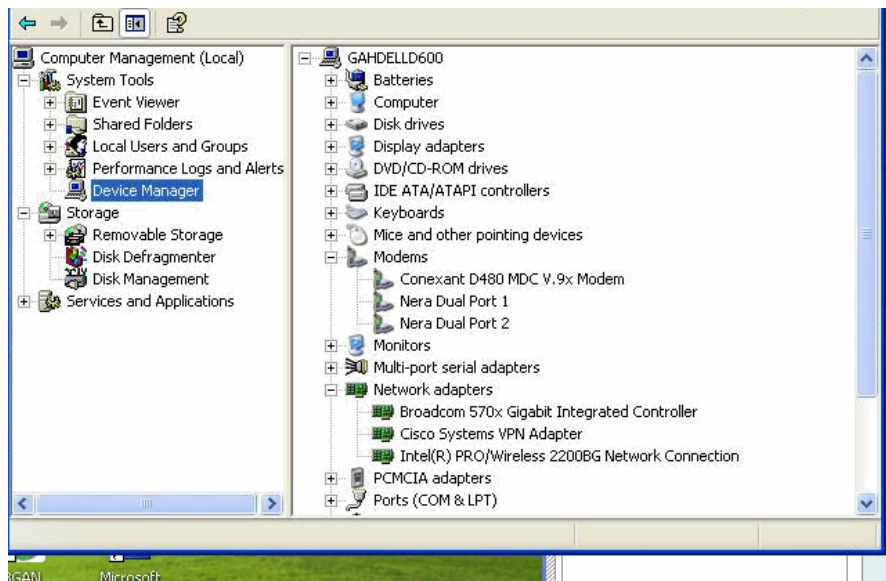 Computer Management (Local)
System Tools
Event Viewer
Shared Folders
Local Users and Groups
Performance Logs and Alerts
Device Manager
Storage
Removable Storage
Disk Defragmenter
Disk Management
Services and Applications
GAHDELLD600
Batteries
Computer
Disk drives
Display adapters
DVD/CD-ROM drives
IDE ATA/ATAPI controllers
Keyboards
Mice and other pointing devices
Modems
Conexant D480 MDC V.9x Modem
Nera Dual Port 1
Nera Dual Port 2
Monitors
Multi-port serial adapters
Network adapters
Broadcom 570x Gigabit Integrated Controller
Cisco Systems VPN Adapter
Intel(R) PRO/Wireless 2200BG Network Connection
PCMCIA adapters
Ports (COM & LPT)
Microsoft